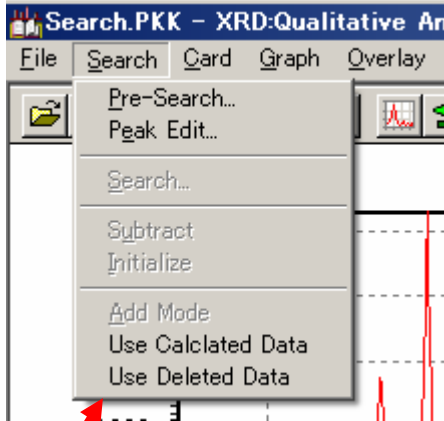 Search.PKK - XRD:Qualitative An
File Search Card Graph Overlay
Pre-Search...
Peak Edit...
Search...
Subtract
Initialize
Add Mode
Use Calclated Data
Use Deleted Data